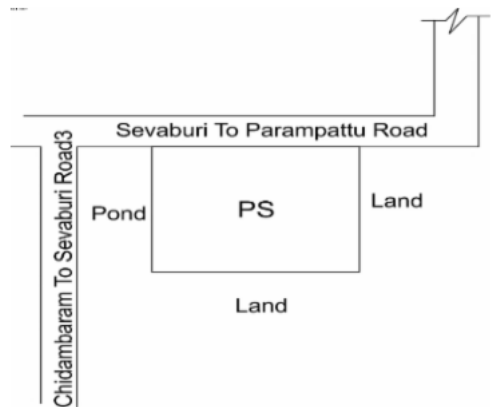 Sevaburi To Parampattu Road
Chidambaram To Sevaburi Road3
Pond
PS
Land
Land